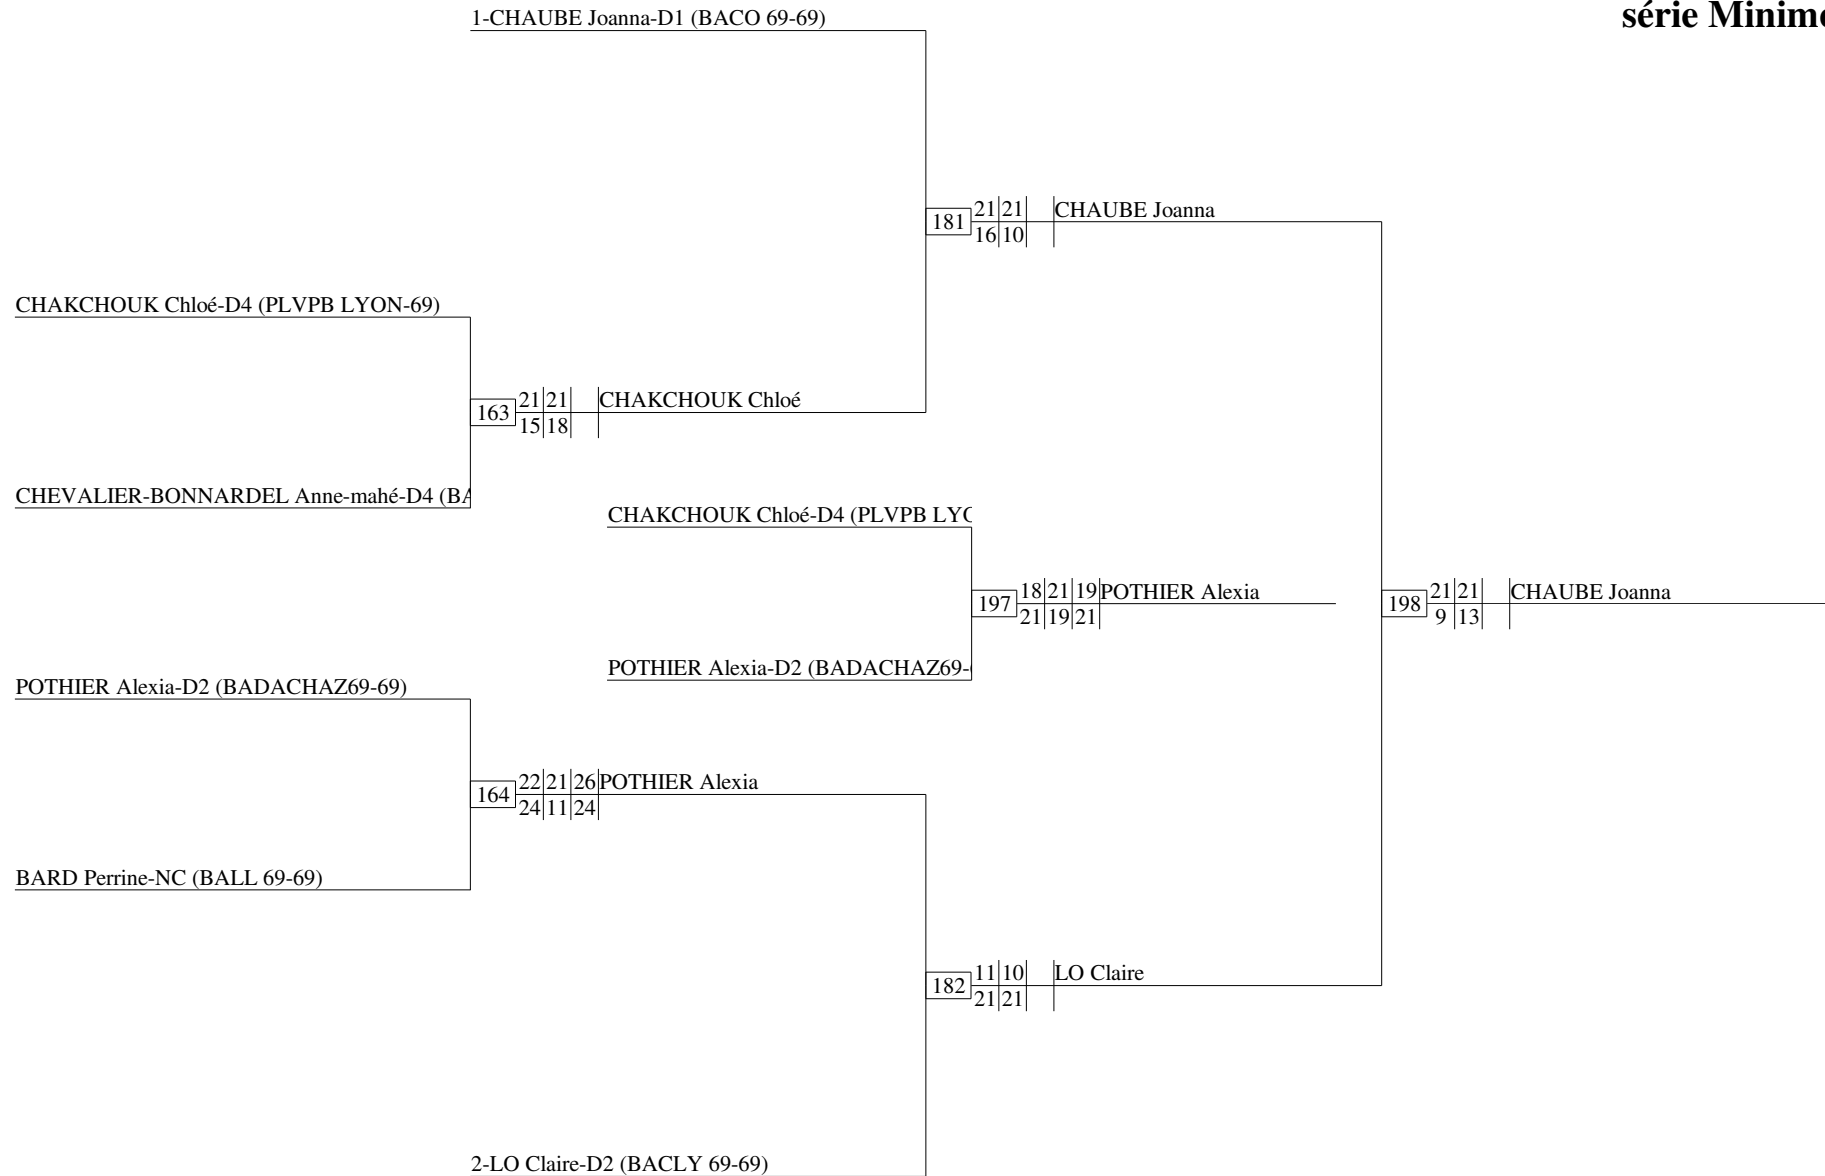 série Minime
1-CHAUBE Joanna-D1 (BACO 69-69)
181 21 21 CHAUBE Joanna
16 10
CHAKCHOUK Chloé-D4 (PLVPB LYON-69)
163 21 21 CHAKCHOUK Chloé
15 18
CHEVALIER-BONNARDEL Anne-mahé-D4 (BA
CHAKCHOUK Chloé-D4 (PLVPB LYO
197 18 21 19 POTHIER Alexia
21 19 21
198 21 21 CHAUBE Joanna
9 13
POTHIER Alexia-D2 (BADACHAZ69-
POTHIER Alexia-D2 (BADACHAZ69-69)
164 22 21 26 POTHIER Alexia
24 11 24
BARD Perrine-NC (BALL 69-69)
182 11 10 LO Claire
21 21
2-LO Claire-D2 (BACLY 69-69)